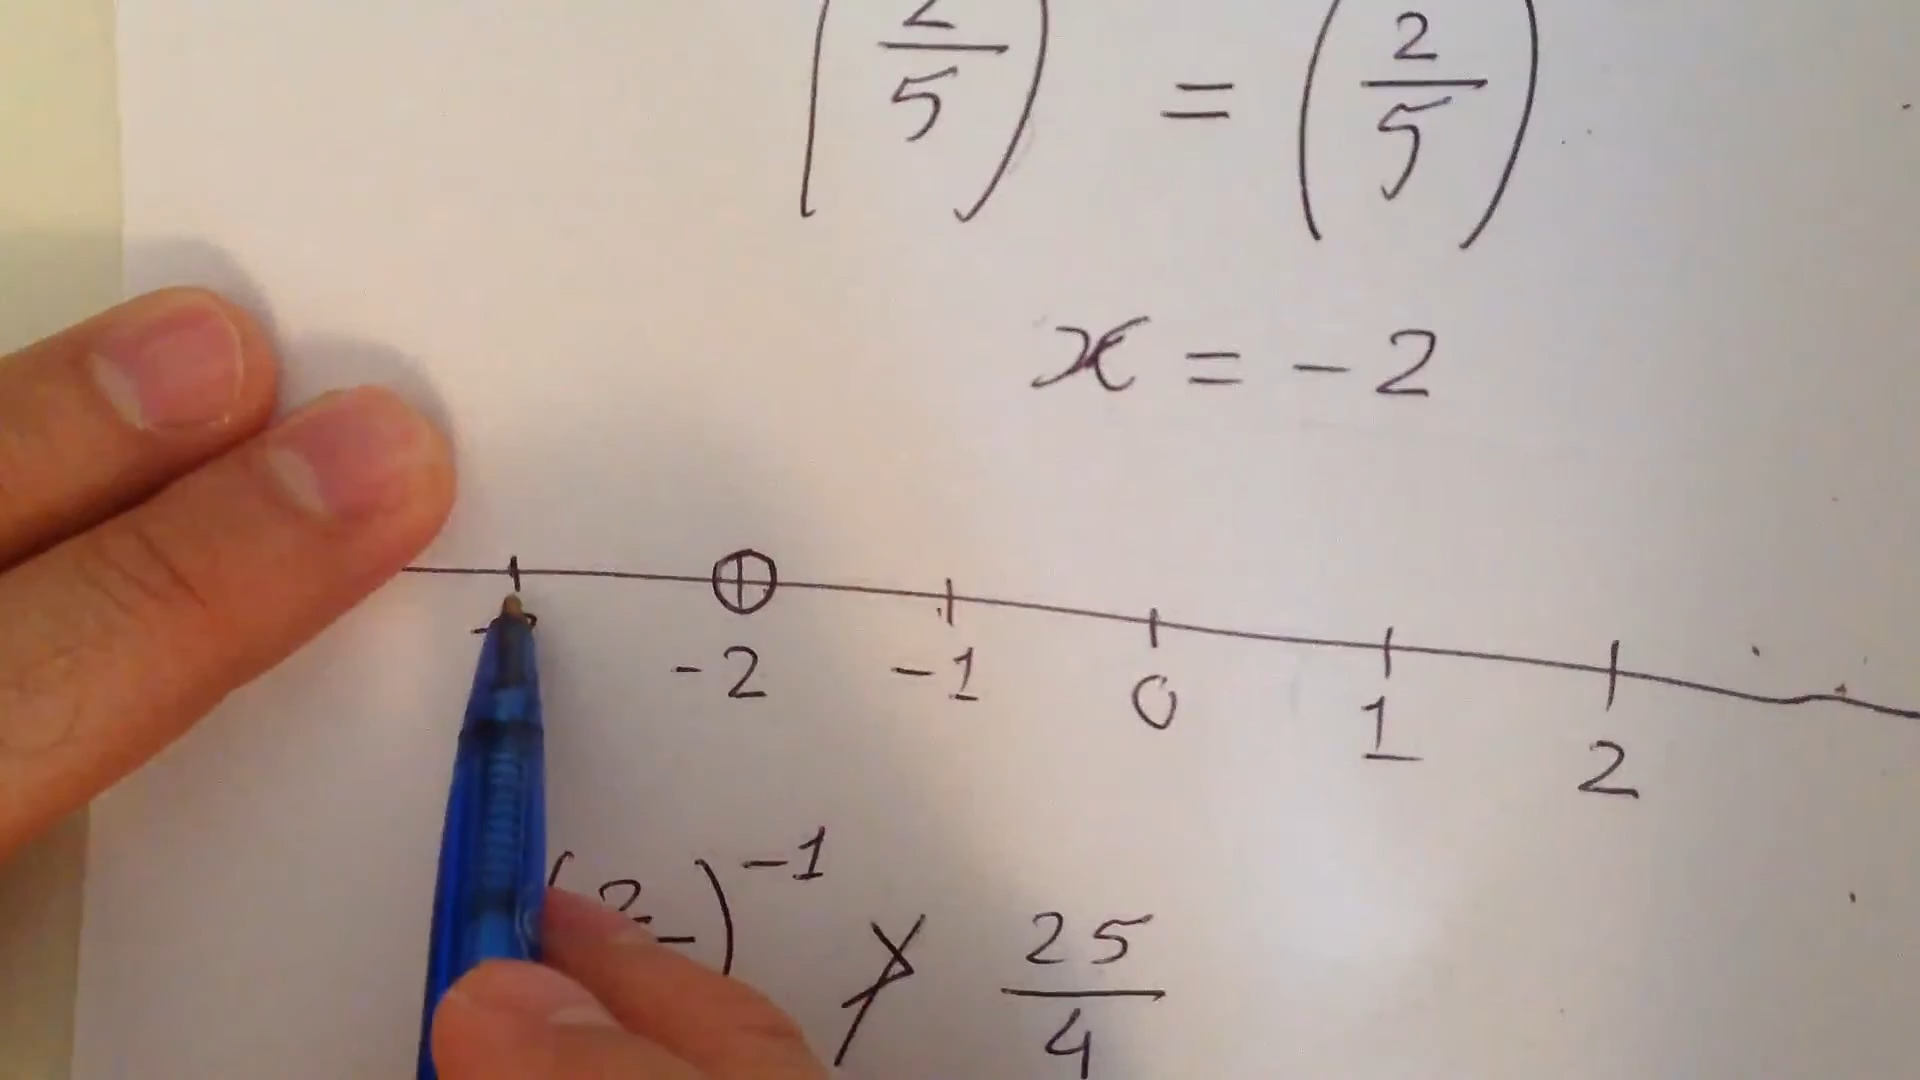 (2/5) = (2/5)
x = -2
-2 -1 0 1 2
)⁻¹ 25/4